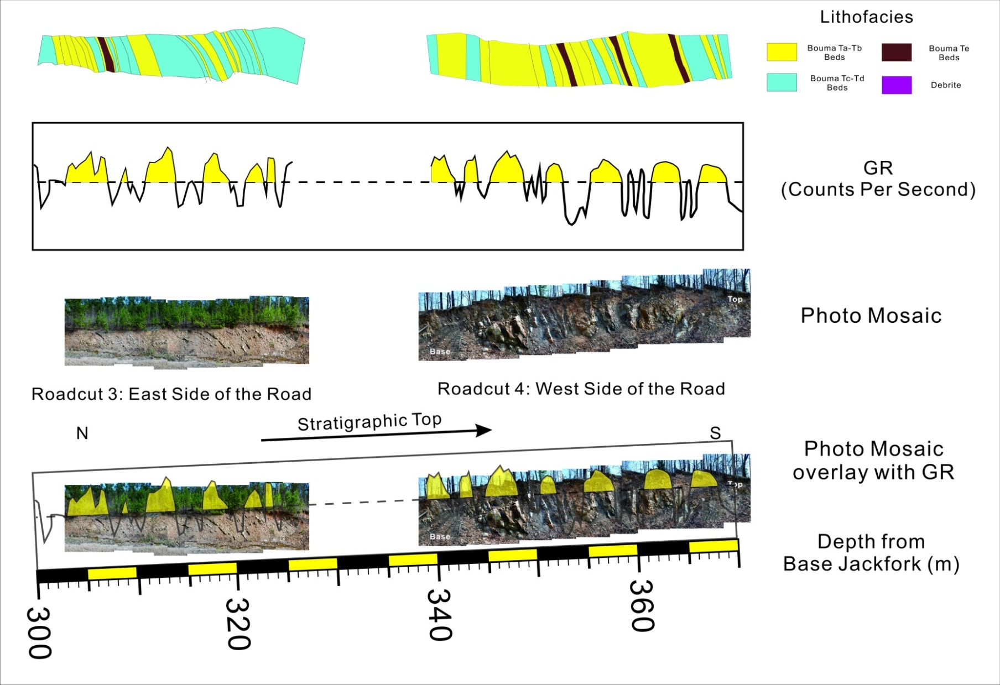 Lithofacies
Bouma Ta-Tb
Beds
Bouma Te
Beds
Bouma Tc-Td
Beds
Debrite
GR
(Counts Per Second)
Top
Base
Photo Mosaic
Roadcut 3: East Side of the Road
Roadcut 4: West Side of the Road
N
Stratigraphic Top
S
Photo Mosaic
overlay with GR
Top
Base
Depth from
Base Jackfork (m)
300
320
340
360